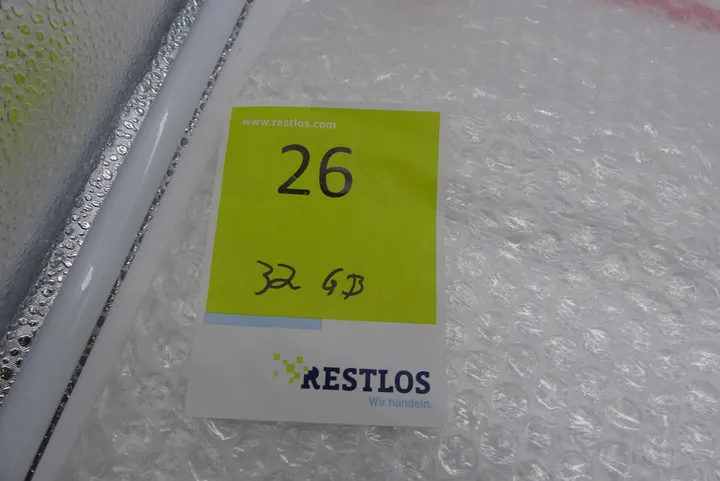 www.restlos.com
26
32 GB
RESTLOS
Wir handeln.